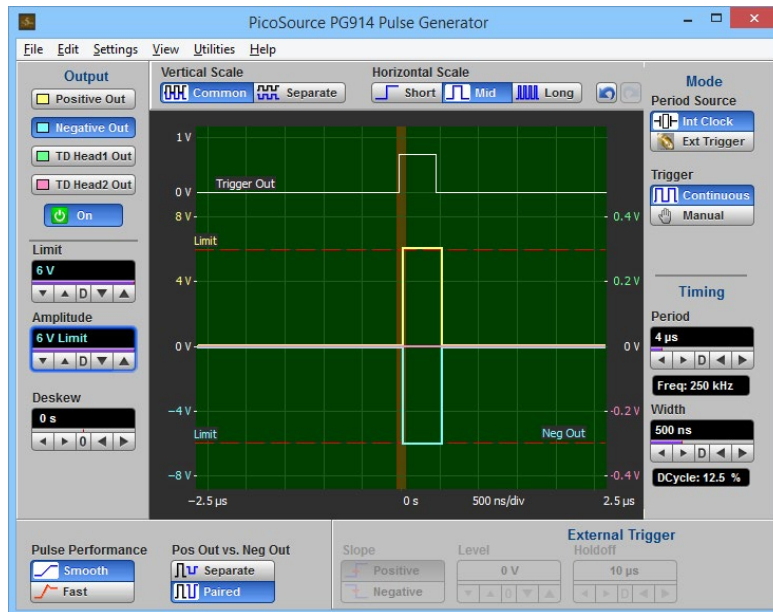 PicoSource PG914 Pulse Generator
File Edit Settings View Utilities Help
Output
Positive Out
Negative Out
TD Head1 Out
TD Head2 Out
On
Limit
6 V
D
Amplitude
6 V Limit
D
Deskew
0 s
0
Vertical Scale
Common
Separate
Horizontal Scale
Short
Mid
Long
1 V
Trigger Out
0 V
8 V
0.4 V
Limit
4 V
0.2 V
0 V
0 V
−4 V
-0.2 V
Limit
Neg Out
−8 V
-0.4 V
−2.5 µs
0 s
500 ns/div
2.5 µs
Mode
Period Source
Int Clock
Ext Trigger
Trigger
Continuous
Manual
Timing
Period
4 µs
D
Freq: 250 kHz
Width
500 ns
D
DCycle: 12.5 %
Pulse Performance
Smooth
Fast
Pos Out vs. Neg Out
Separate
Paired
External Trigger
Slope
Positive
Negative
Level
0 V
0
Holdoff
10 µs
D